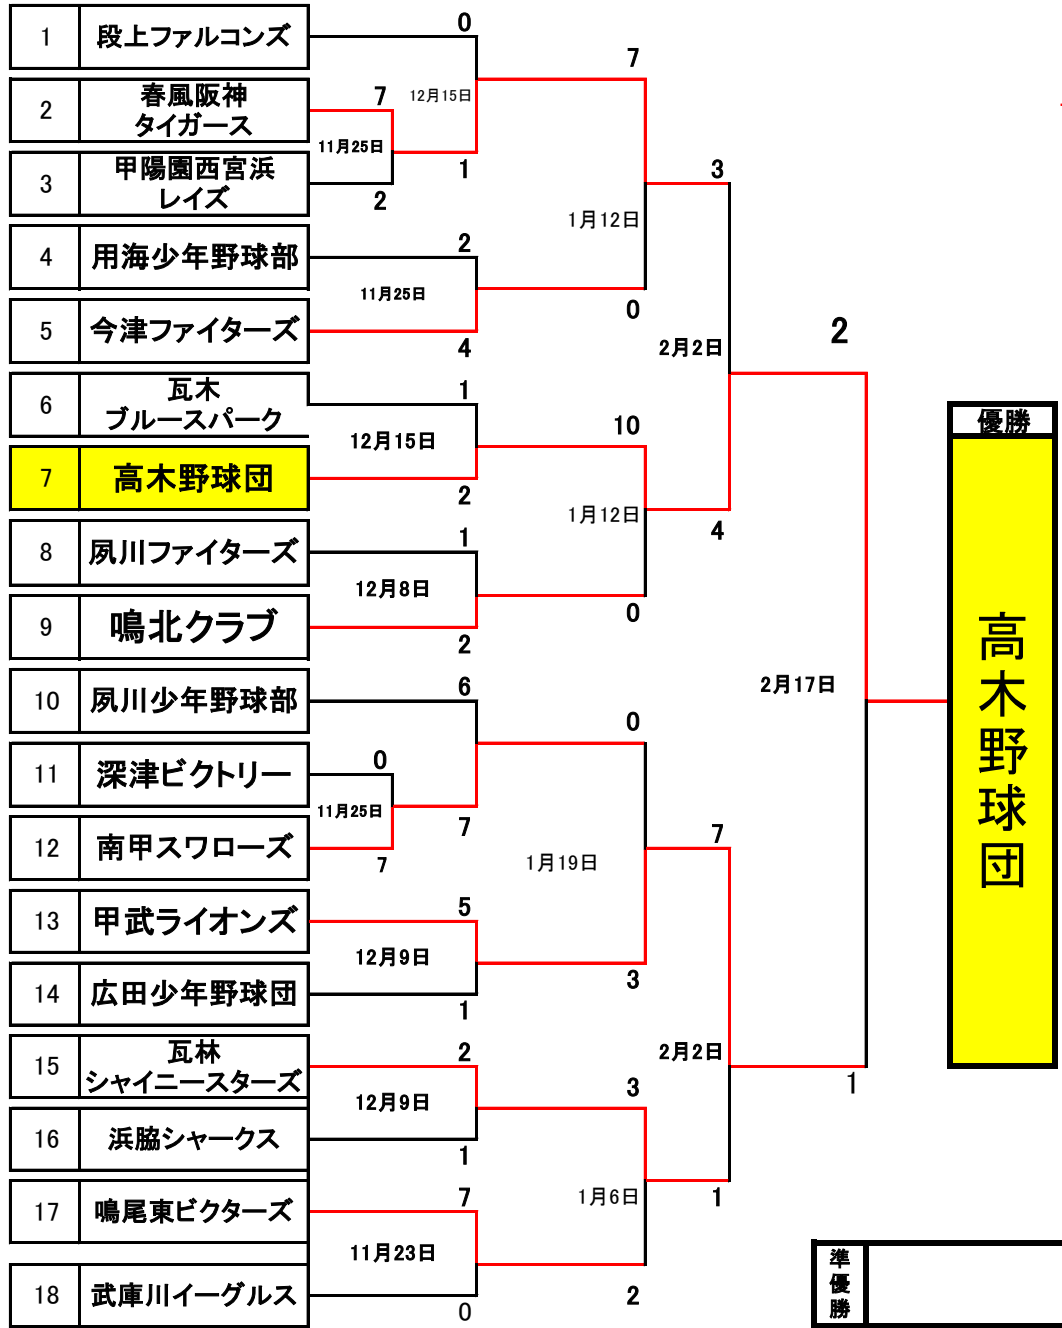 1 段上ファルコンズ
0
7
2 春風阪神
タイガース
7
12月15日
11月25日
3 甲陽園西宮浜
レイズ
2
1
3
1月12日
4 用海少年野球部
2
11月25日
0
5 今津ファイターズ
4
2月2日
2
6 瓦木
ブルースパーク
1
12月15日
10
優勝
7 高木野球団
2
1月12日
4
8 夙川ファイターズ
1
12月8日
0
9 鳴北クラブ
2
高木野球団
2月17日
10 夙川少年野球部
6
0
11 深津ビクトリー
0
11月25日
12 南甲スワローズ
7
7
1月19日
7
13 甲武ライオンズ
5
12月9日
3
14 広田少年野球団
1
15 瓦林
シャイニースターズ
2
2月2日
12月9日
3
1
16 浜脇シャークス
1
17 鳴尾東ビクターズ
7
1月6日
1
11月23日
18 武庫川イーグルス
0
2
準優勝